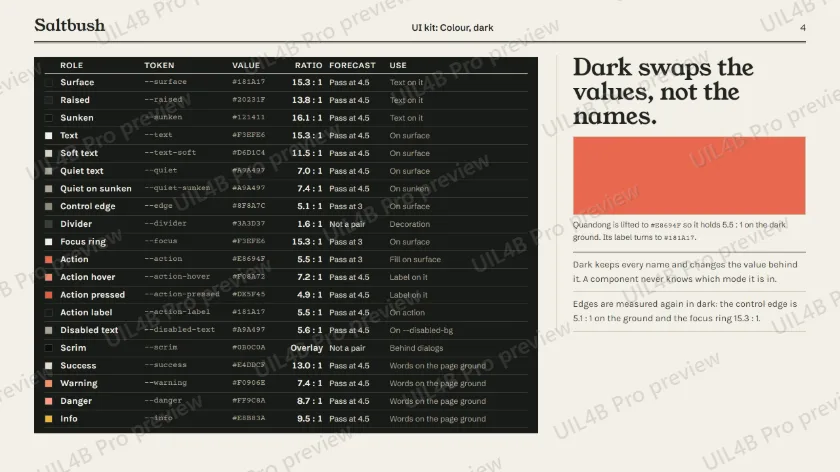 Saltbush
UI kit: Colour, dark
4
ROLE TOKEN VALUE RATIO FORECAST USE
Surface --surface #181A17 15.3 : 1 Pass at 4.5 Text on it
Raised --raised #20231F 13.8 : 1 Pass at 4.5 Text on it
Sunken --sunken #121411 16.1 : 1 Pass at 4.5 Text on it
Text --text #F3EFE6 15.3 : 1 Pass at 4.5 On surface
Soft text --text-soft #D6D1C4 11.5 : 1 Pass at 4.5 On surface
Quiet text --quiet #A9A497 7.0 : 1 Pass at 4.5 On surface
Quiet on sunken --quiet-sunken #A9A497 7.4 : 1 Pass at 4.5 On sunken
Control edge --edge #8F8A7C 5.1 : 1 Pass at 3 On surface
Divider --divider #3A3D37 1.6 : 1 Not a pair Decoration
Focus ring --focus #F3EFE6 15.3 : 1 Pass at 3 On surface
Action --action #E8694F 5.5 : 1 Pass at 3 Fill on surface
Action hover --action-hover #F08A72 7.2 : 1 Pass at 4.5 Label on it
Action pressed --action-pressed #DX5F45 4.9 : 1 Pass at 4.5 Label on it
Action label --action-label #181A17 5.5 : 1 Pass at 4.5 On action
Disabled text --disabled-text #A9A497 5.6 : 1 Pass at 4.5 On --disabled-bg
Scrim --scrim #0B0C0A Overlay Not a pair Behind dialogs
Success --success 13.0 : 1 Pass at 4.5 Words on the page ground
Warning --warning #F0906E 7.4 : 1 Pass at 4.5 Words on the page ground
Danger --danger #FF9C8A 8.7 : 1 Pass at 4.5 Words on the page ground
Info --info #E8B83A 9.5 : 1 Pass at 4.5 Words on the page ground
Dark swaps the
values, not the
names.
Quandong is lifted to #E8694F so it holds 5.5 : 1 on the dark
ground. Its label turns to #181A17.
Dark keeps every name and changes the value behind
it. A component never knows which mode it is in.
Edges are measured again in dark: the control edge is
5.1 : 1 on the ground and the focus ring 15.3 : 1.
UIL4B Pro preview